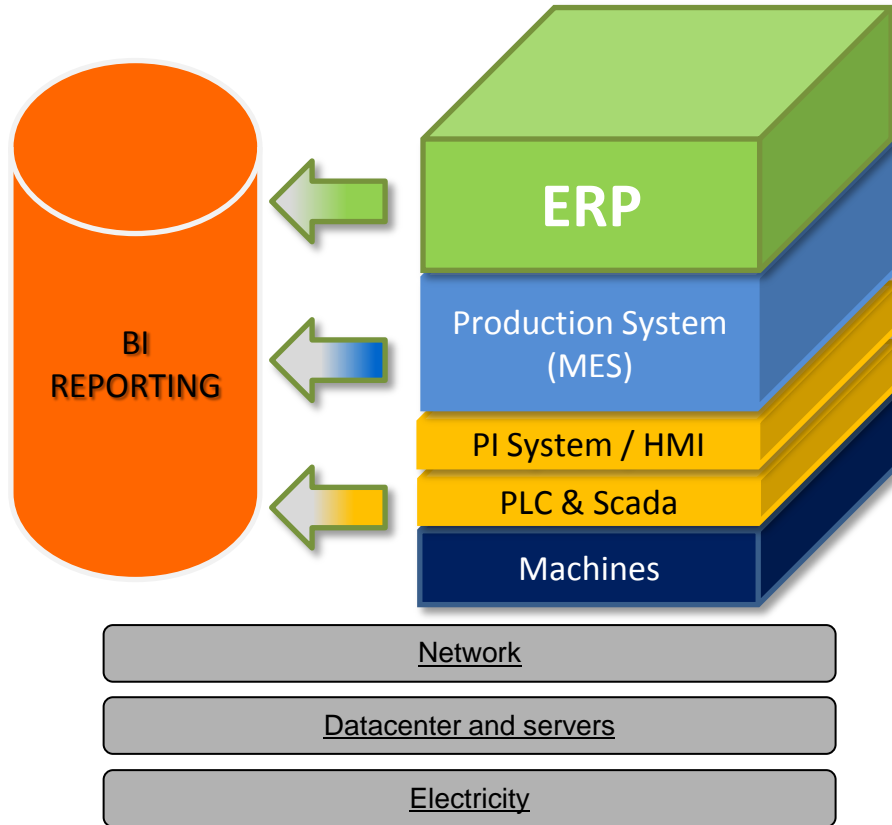 ERP
Production System
(MES)
BI
REPORTING
PI System / HMI
PLC & Scada
Machines
Network
Datacenter and servers
Electricity